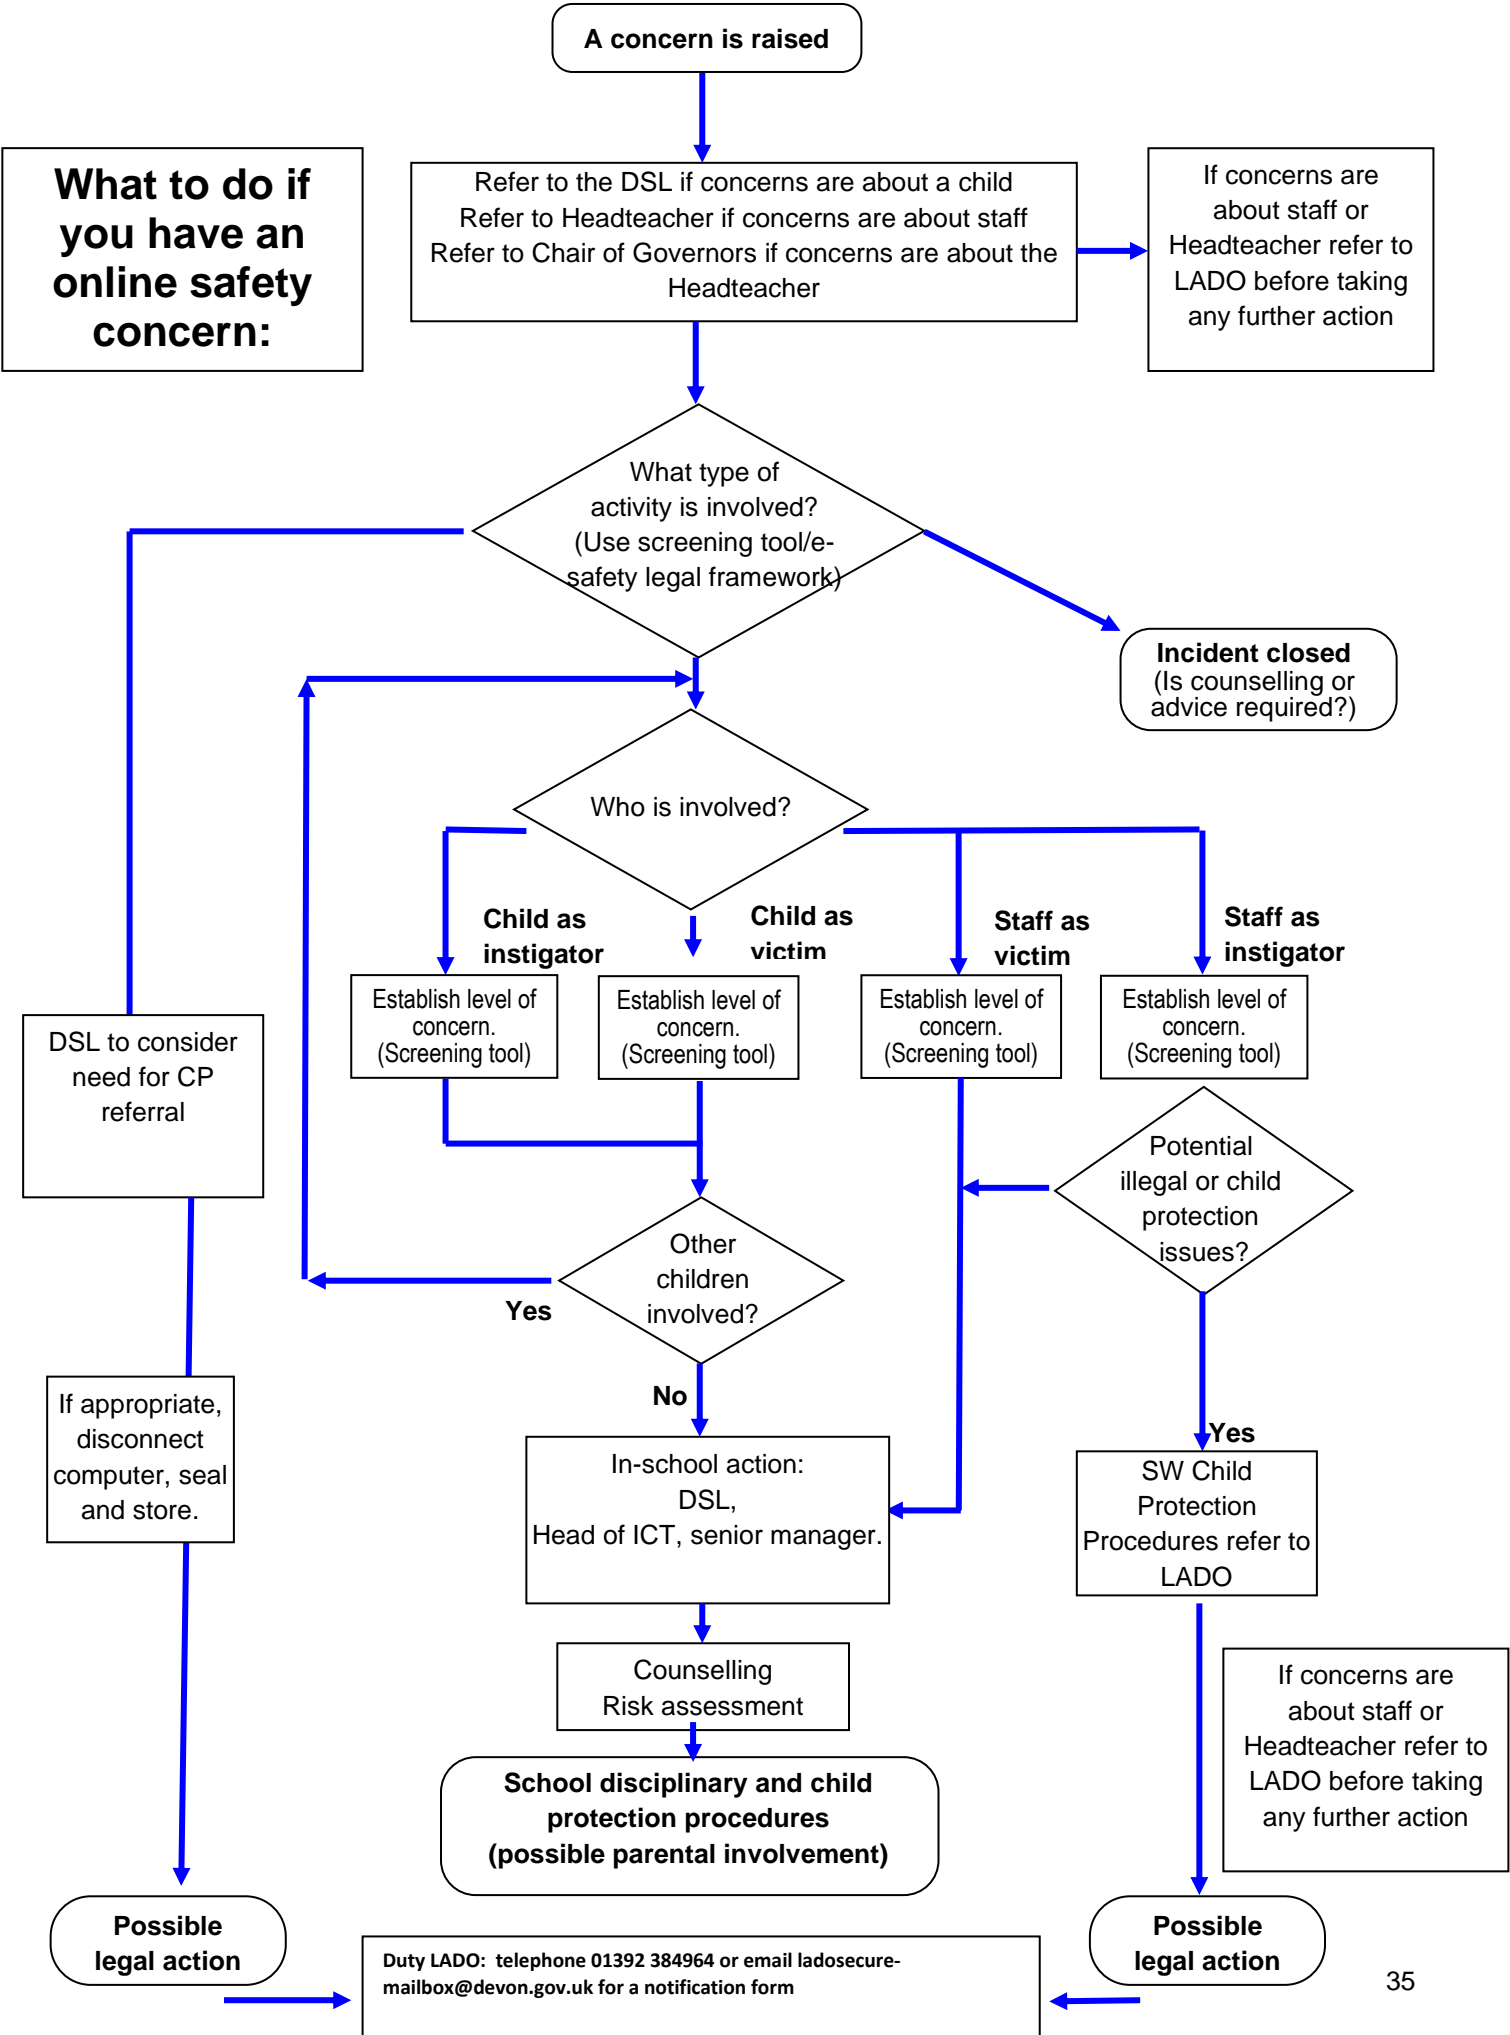 A concern is raised
What to do if
you have an
online safety
concern:
Refer to the DSL if concerns are about a child
Refer to Headteacher if concerns are about staff
Refer to Chair of Governors if concerns are about the
Headteacher
If concerns are
about staff or
Headteacher refer to
LADO before taking
any further action
What type of
activity is involved?
(Use screening tool/e-
safety legal framework)
Incident closed
(Is counselling or
advice required?)
Who is involved?
Child as
instigator
Child as
victim
Staff as
victim
Staff as
instigator
Establish level of
concern.
(Screening tool)
Establish level of
concern.
(Screening tool)
Establish level of
concern.
(Screening tool)
Establish level of
concern.
(Screening tool)
DSL to consider
need for CP
referral
Potential
illegal or child
protection
issues?
Other
children
involved?
Yes
No
If appropriate,
disconnect
computer, seal
and store.
In-school action:
DSL,
Head of ICT, senior manager.
Yes
SW Child
Protection
Procedures refer to
LADO
Counselling
Risk assessment
If concerns are
about staff or
Headteacher refer to
LADO before taking
any further action
School disciplinary and child
protection procedures
(possible parental involvement)
Possible
legal action
Possible
legal action
Duty LADO:  telephone 01392 384964 or email ladosecure-
mailbox@devon.gov.uk for a notification form
35